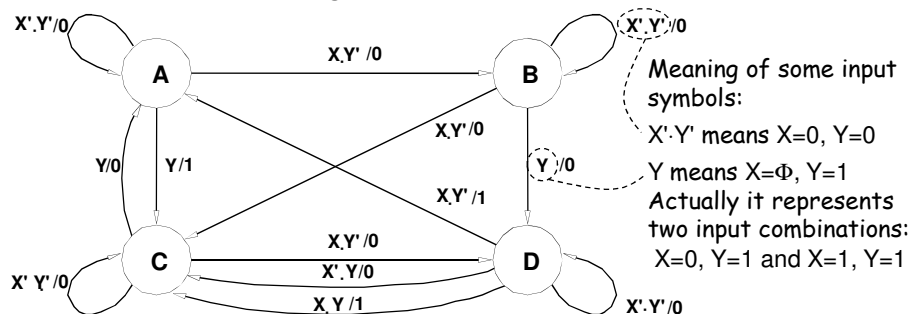 X'.Y'/0
X'.Y'/0
A
X.Y' /0
B
Meaning of some input
symbols:
X'·Y' means X=0, Y=0
X.Y'/0
Y/0
Y/1
Y /0
Y means X=Φ, Y=1
X.Y'/1
Actually it represents
two input combinations:
X=0, Y=1 and X=1, Y=1
X.Y'/0
C
D
X'.Y/0
X' Y'/0
X.Y /1
X'·Y'/0